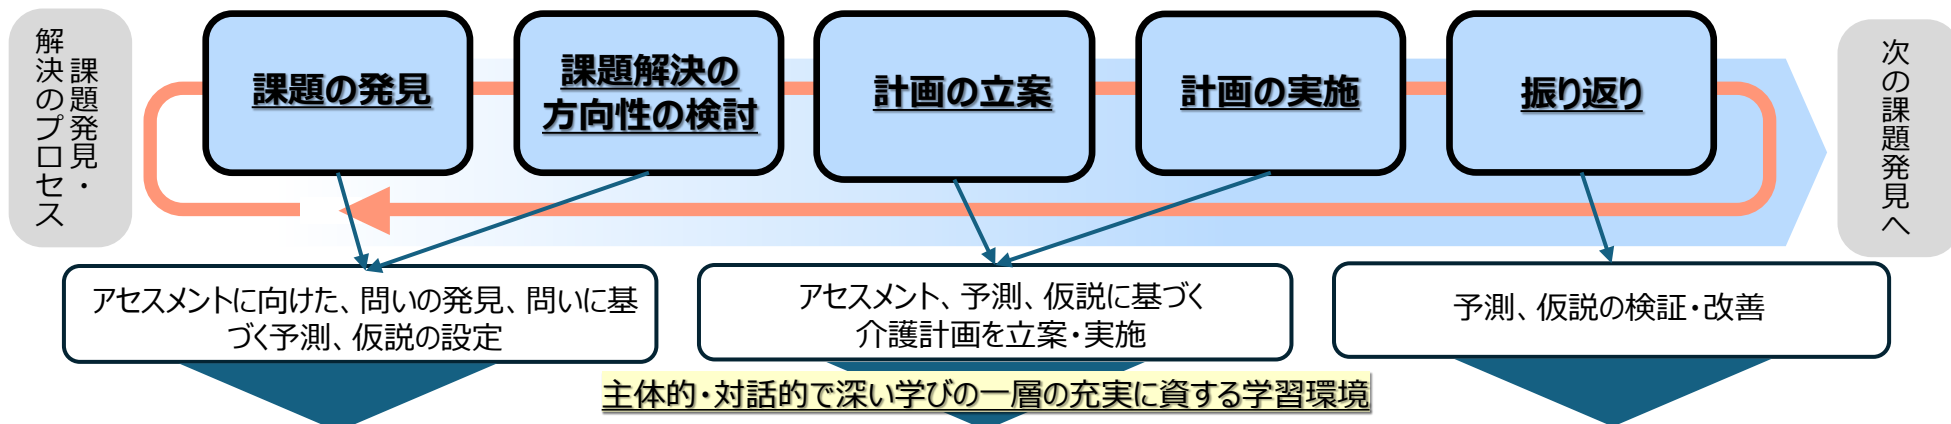 課題発見・
解決のプロセス
課題の発見
課題解決の
方向性の検討
計画の立案
計画の実施
振り返り
次の課題発見へ
アセスメントに向けた、問いの発見、問いに基
づく予測、仮説の設定
アセスメント、予測、仮説に基づく
介護計画を立案・実施
予測、仮説の検証・改善
主体的・対話的で深い学びの一層の充実に資する学習環境